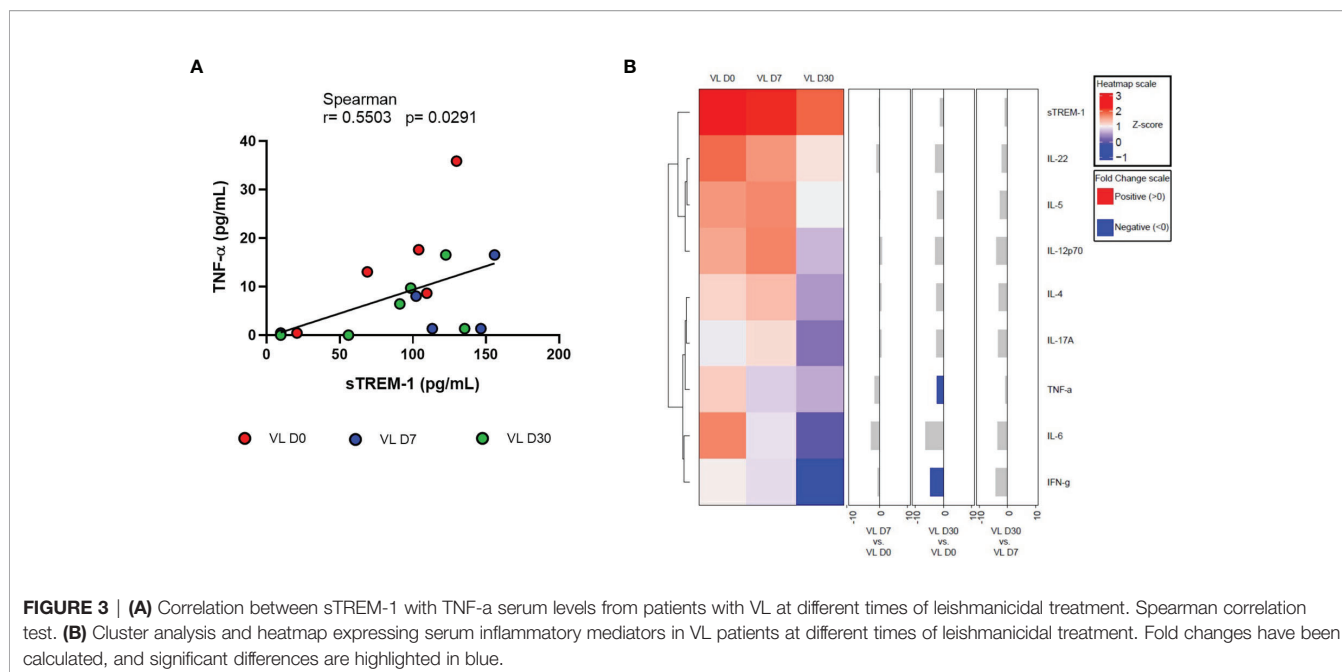 A
Spearman
r= 0.5503 p= 0.0291
TNF-α (pg/mL)
40
30
20
10
0
0 50 100 150 200
sTREM-1 (pg/mL)
VL D0 VL D7 VL D30
B
VL D0 VL D7 VL D30
sTREM-1
IL-22
IL-5
IL-12p70
IL-4
IL-17A
TNF-a
IL-6
IFN-g
-10 0 10
VL D7
vs.
VL D0
-10 0 10
VL D30
vs.
VL D0
-10 0 10
VL D30
vs.
VL D7
Heatmap scale
3
2
1
0
−1
Z-score
Fold Change scale
Positive (>0)
Negative (<0)
FIGURE 3 | (A) Correlation between sTREM-1 with TNF-a serum levels from patients with VL at different times of leishmanicidal treatment. Spearman correlation
test. (B) Cluster analysis and heatmap expressing serum inflammatory mediators in VL patients at different times of leishmanicidal treatment. Fold changes have been
calculated, and significant differences are highlighted in blue.